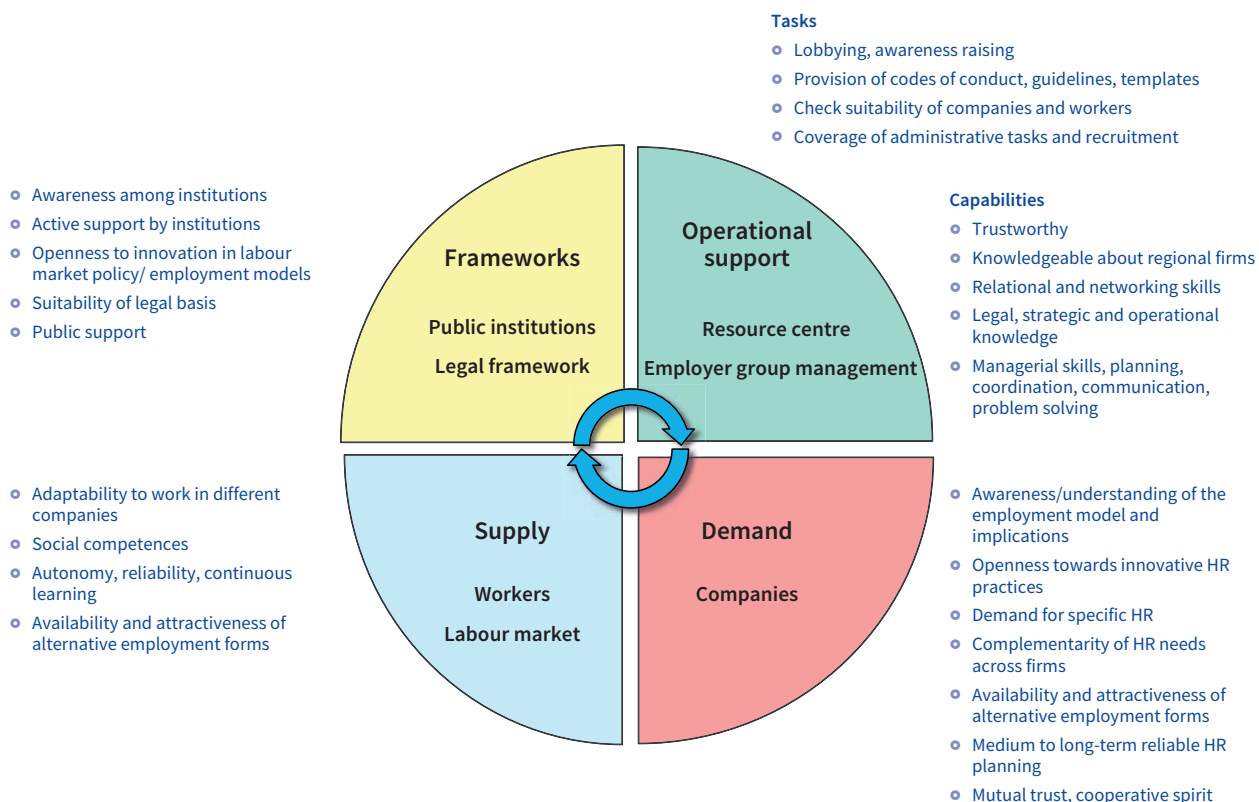 Tasks
Lobbying, awareness raising
Provision of codes of conduct, guidelines, templates
Check suitability of companies and workers
Coverage of administrative tasks and recruitment
Awareness among institutions
Active support by institutions
Openness to innovation in labour
market policy/ employment models
Suitability of legal basis
Public support
Frameworks
Public institutions
Legal framework
Operational
support
Resource centre
Employer group management
Capabilities
Trustworthy
Knowledgeable about regional firms
Relational and networking skills
Legal, strategic and operational
knowledge
Managerial skills, planning,
coordination, communication,
problem solving
Adaptability to work in different
companies
Social competences
Autonomy, reliability, continuous
learning
Availability and attractiveness of
alternative employment forms
Supply
Workers
Labour market
Demand
Companies
Awareness/understanding of the
employment model and
implications
Openness towards innovative HR
practices
Demand for specific HR
Complementarity of HR needs
across firms
Availability and attractiveness of
alternative employment forms
Medium to long-term reliable HR
planning
Mutual trust, cooperative spirit